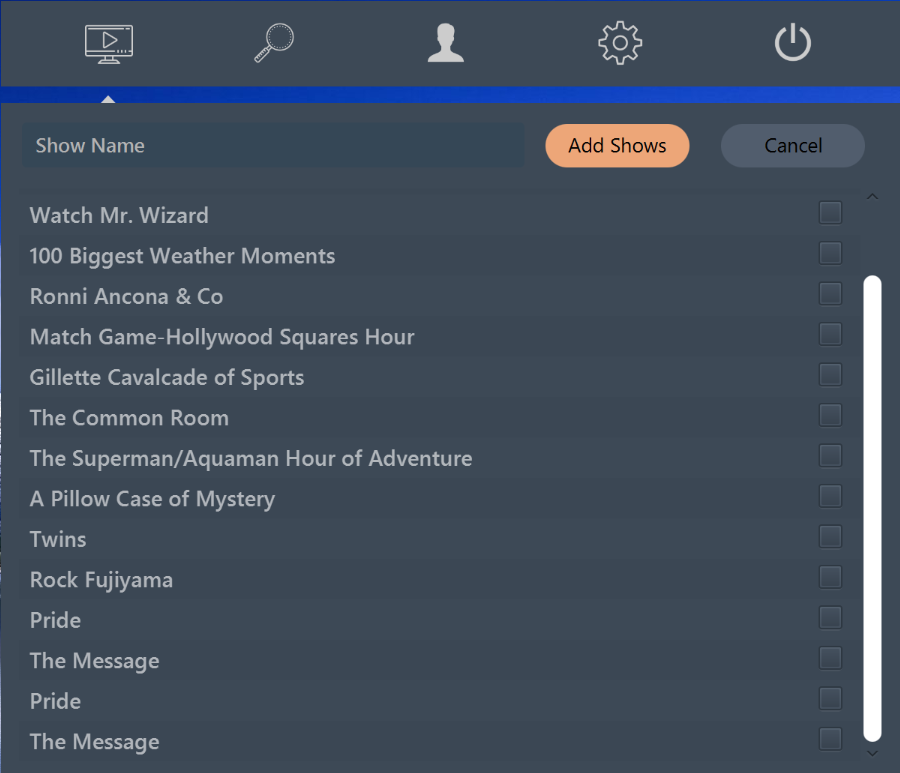 Show Name
Add Shows
Cancel
Watch Mr. Wizard
100 Biggest Weather Moments
Ronni Ancona & Co
Match Game-Hollywood Squares Hour
Gillette Cavalcade of Sports
The Common Room
The Superman/Aquaman Hour of Adventure
A Pillow Case of Mystery
Twins
Rock Fujiyama
Pride
The Message
Pride
The Message